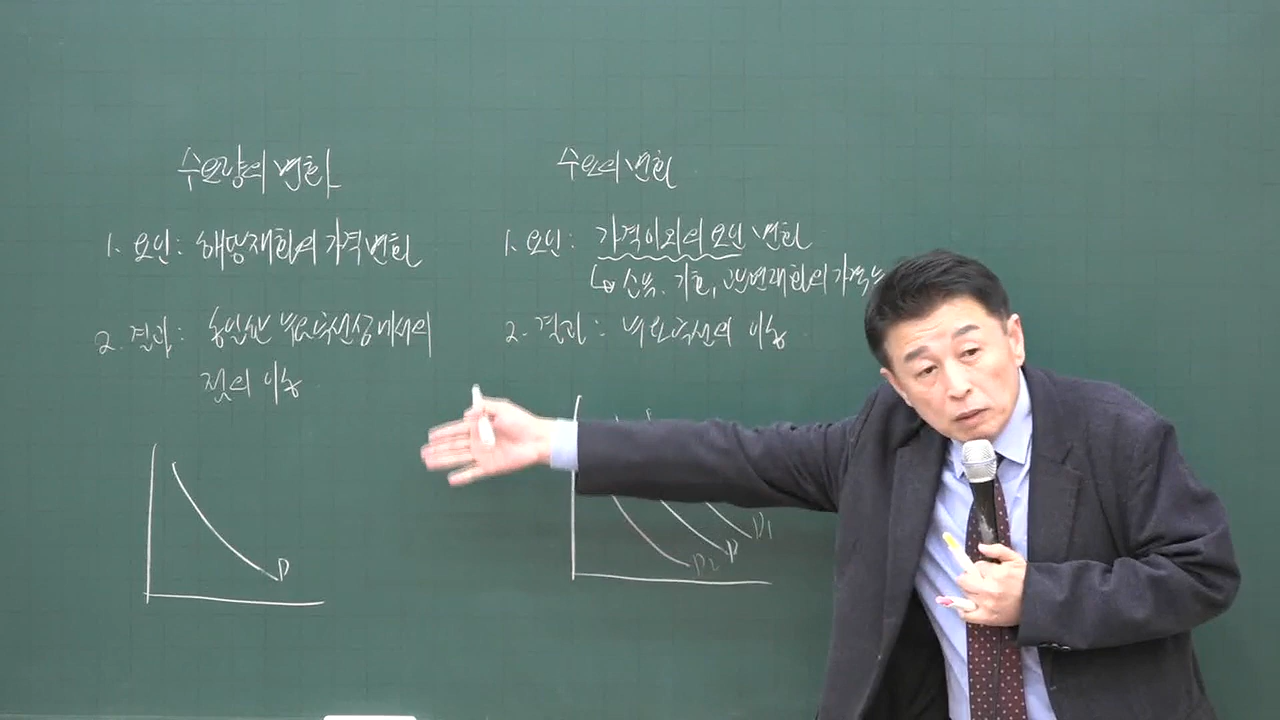 수요량의 변화
1. 요인: 해당재화의 가격변화
2. 결과: 동일한 수요곡선상에서의
점의 이동
D
수요의 변화
1. 요인: 가격이외의 요인 변화
↳ 소득, 기호, 관련재화의 가격등
2. 결과: 수요곡선의 이동
D2 D D1